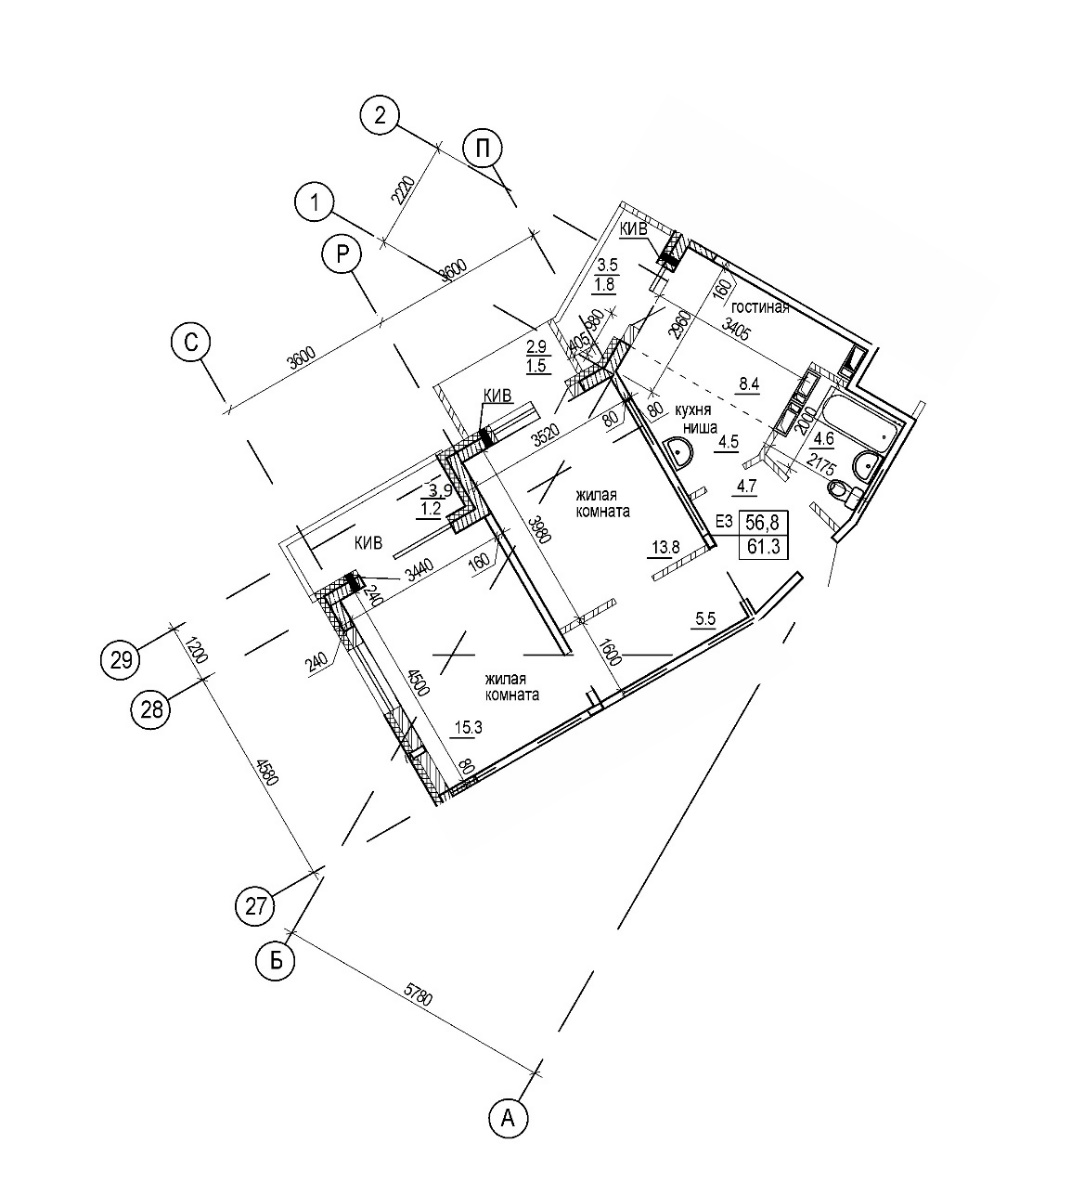 2
П
2220
1
Р
3600
КИВ
3.5
1.8
160
гостиная
С
3600
980
405
2960
3405
2.9
1.5
8.4
КИВ
80
80
кухня
ниша
3520
4.5
2000
4.6
2175
3,9
1.2
жилая
комната
4.7
КИВ
3980
Е3
56,8
61.3
3440
160
13.8
240
240
5.5
29
1200
1600
28
4500
жилая
комната
15.3
80
4580
27
Б
5780
А